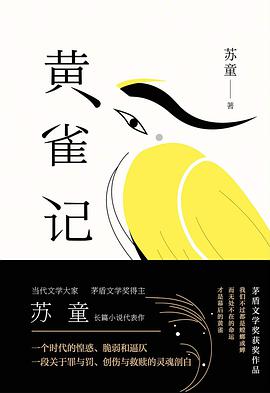 黄雀记
苏童——著
当代文学大家 茅盾文学奖得主
苏童 长篇小说代表作
一个时代的惶惑、脆弱和逼仄
一段关于罪与罚、创伤与救赎的灵魂剖白
茅盾文学奖获奖作品
我们不过都是螳螂或蝉
而无处不在的命运
才是幕后的黄雀